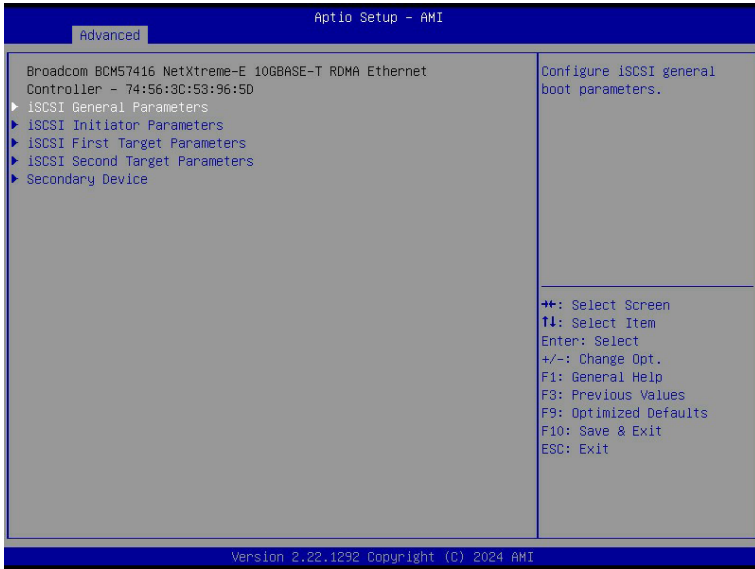 Aptio Setup – AMI
Advanced
Broadcom BCM57416 NetXtreme-E 10GBASE-T RDMA Ethernet
Controller – 74:56:3C:53:96:5D
▶ iSCSI General Parameters
▶ iSCSI Initiator Parameters
▶ iSCSI First Target Parameters
▶ iSCSI Second Target Parameters
▶ Secondary Device
Configure iSCSI general
boot parameters.
→←: Select Screen
↑↓: Select Item
Enter: Select
+/–: Change Opt.
F1: General Help
F3: Previous Values
F9: Optimized Defaults
F10: Save & Exit
ESC: Exit
Version 2.22.1292 Copyright (C) 2024 AMI